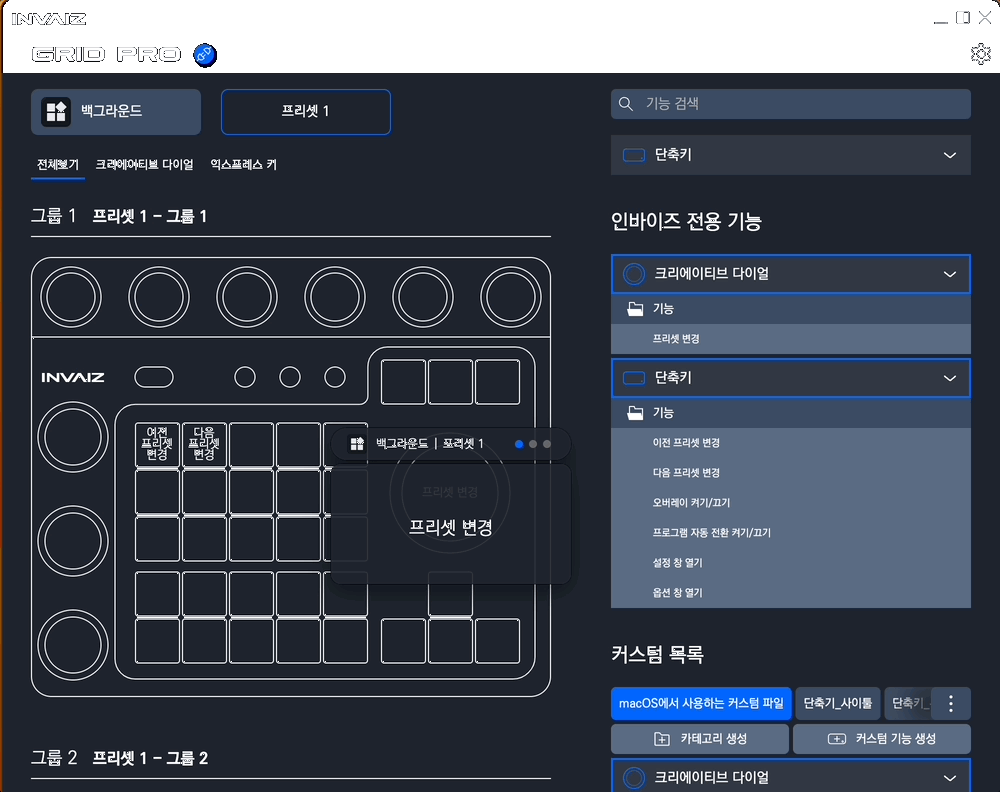 INVAIZ
GRID PRO
백그라운드
프리셋 1
기능 검색
전체보기
크리에이티브 다이얼
익스프레스 키
단축키
그룹 1 프리셋 1 - 그룹 1
인바이즈 전용 기능
크리에이티브 다이얼
기능
프리셋 변경
단축키
기능
이전 프리셋 변경
다음 프리셋 변경
오버레이 켜기/끄기
프로그램 자동 전환 켜기/끄기
설정 창 열기
옵션 창 열기
INVAIZ
이전
프리셋
변경
다음
프리셋
변경
백그라운드 | 프리셋 1
프리셋 변경
프리셋 변경
커스텀 목록
macOS에서 사용하는 커스텀 파일
단축기_사이툴
단축키_
카테고리 생성
커스텀 기능 생성
그룹 2 프리셋 1 - 그룹 2
크리에이티브 다이얼